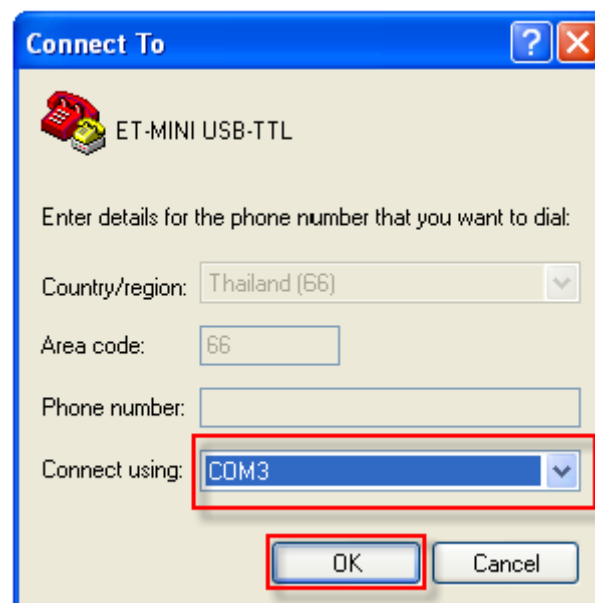 Connect To
ET-MINI USB-TTL
Enter details for the phone number that you want to dial:
Country/region: Thailand (66)
Area code: 66
Phone number:
Connect using: COM3
OK Cancel